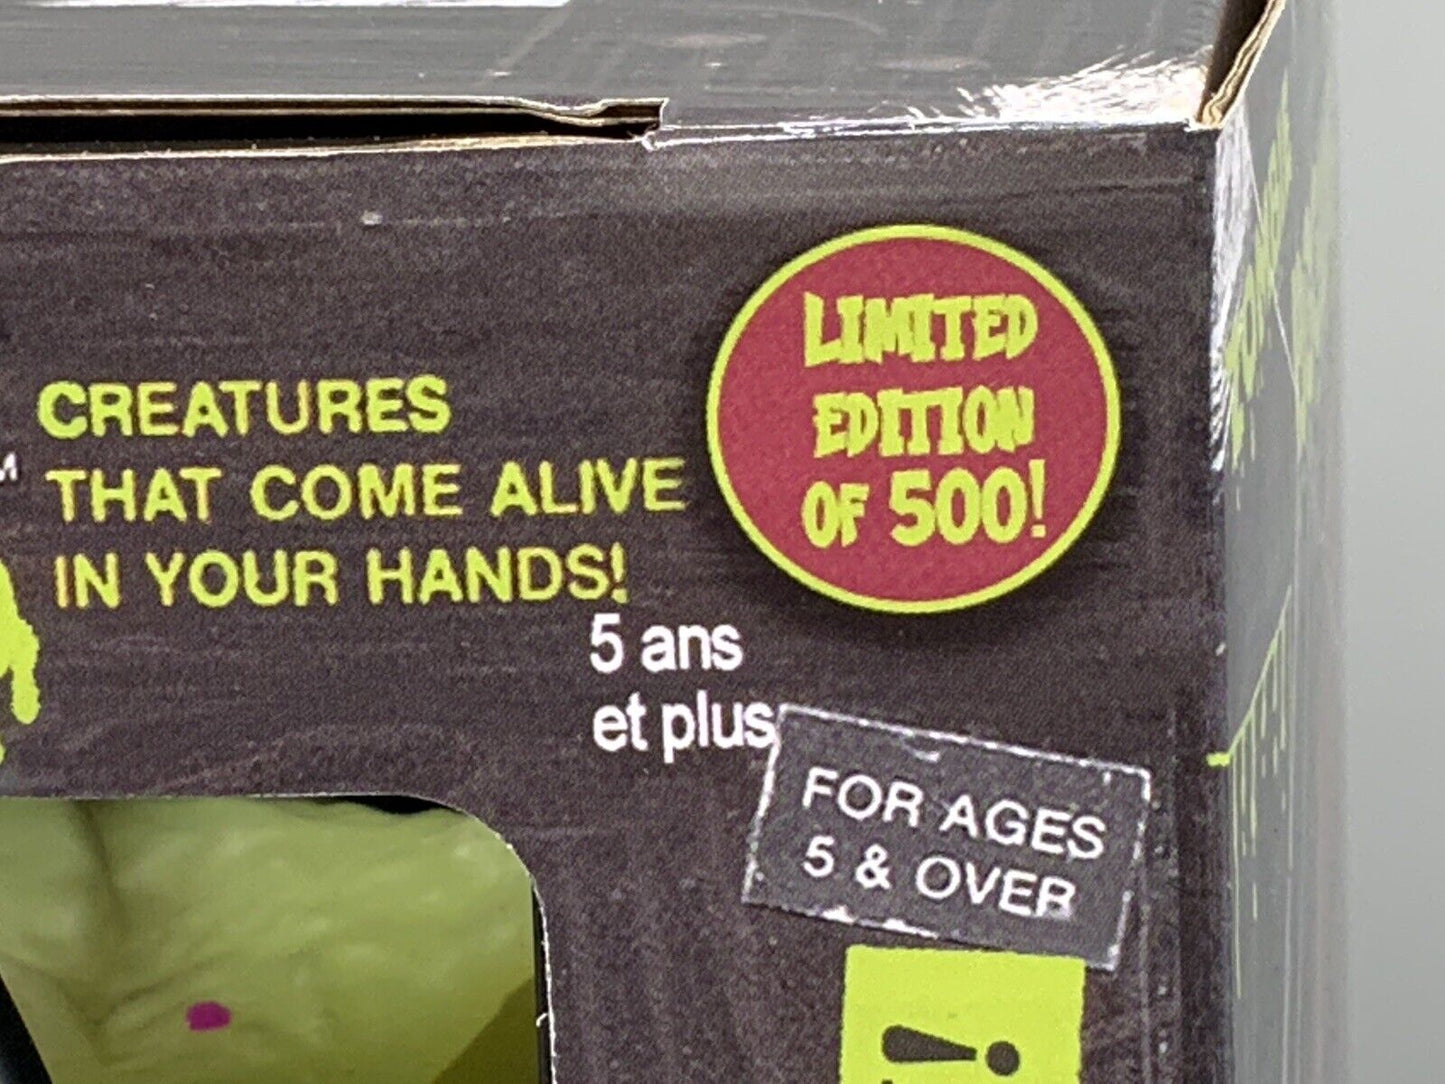 LIMITED
EDITION
OF 500!
CREATURES
THAT COME ALIVE
IN YOUR HANDS!
5 ans
et plus
FOR AGES
5 & OVER
!